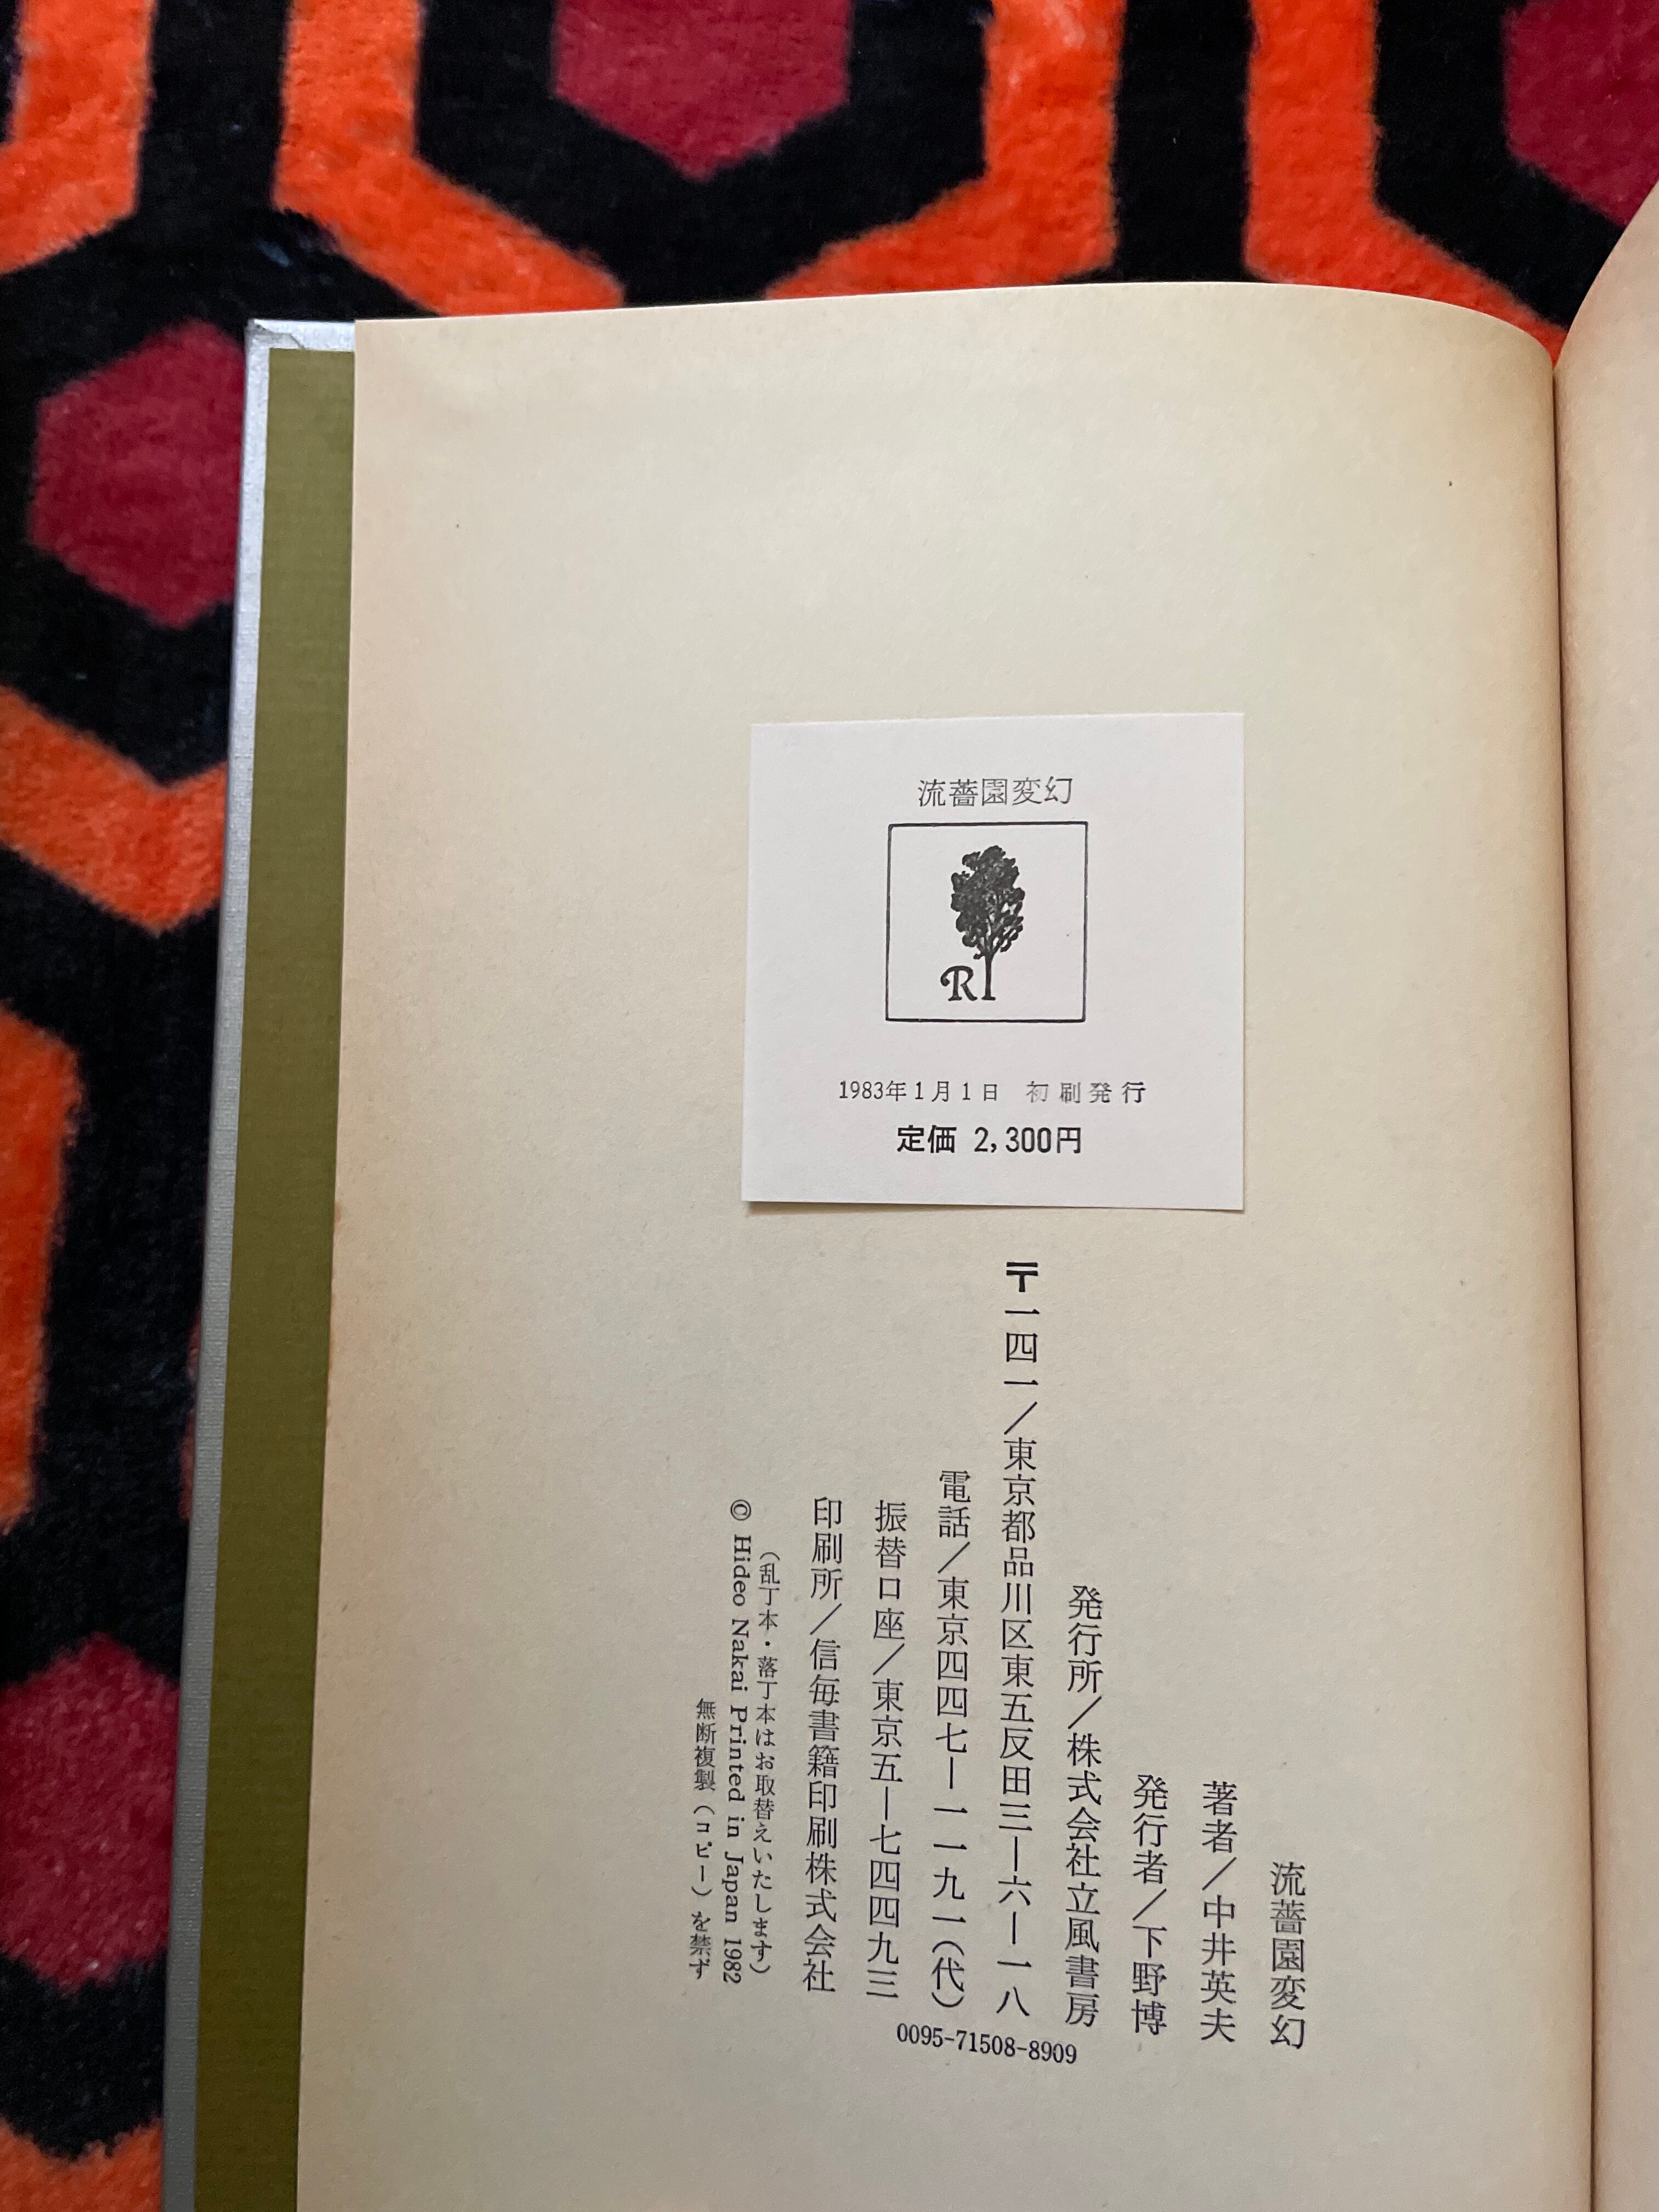 流薔園変幻
R
1983年1月1日 初刷発行
定価 2,300円
流薔園変幻
著者／中井英夫
発行者／下野博
発行所／株式会社立風書房
〒一四一／東京都品川区東五反田三ー六ー一八
電話／東京四四七ー一一九一(代)
振替口座／東京五ー七四四九三
印刷所／信毎書籍印刷株式会社
(乱丁本・落丁本はお取替えいたします)
© Hideo Nakai Printed in Japan 1982
無断複製(コピー)を禁ず
0095-71508-8909